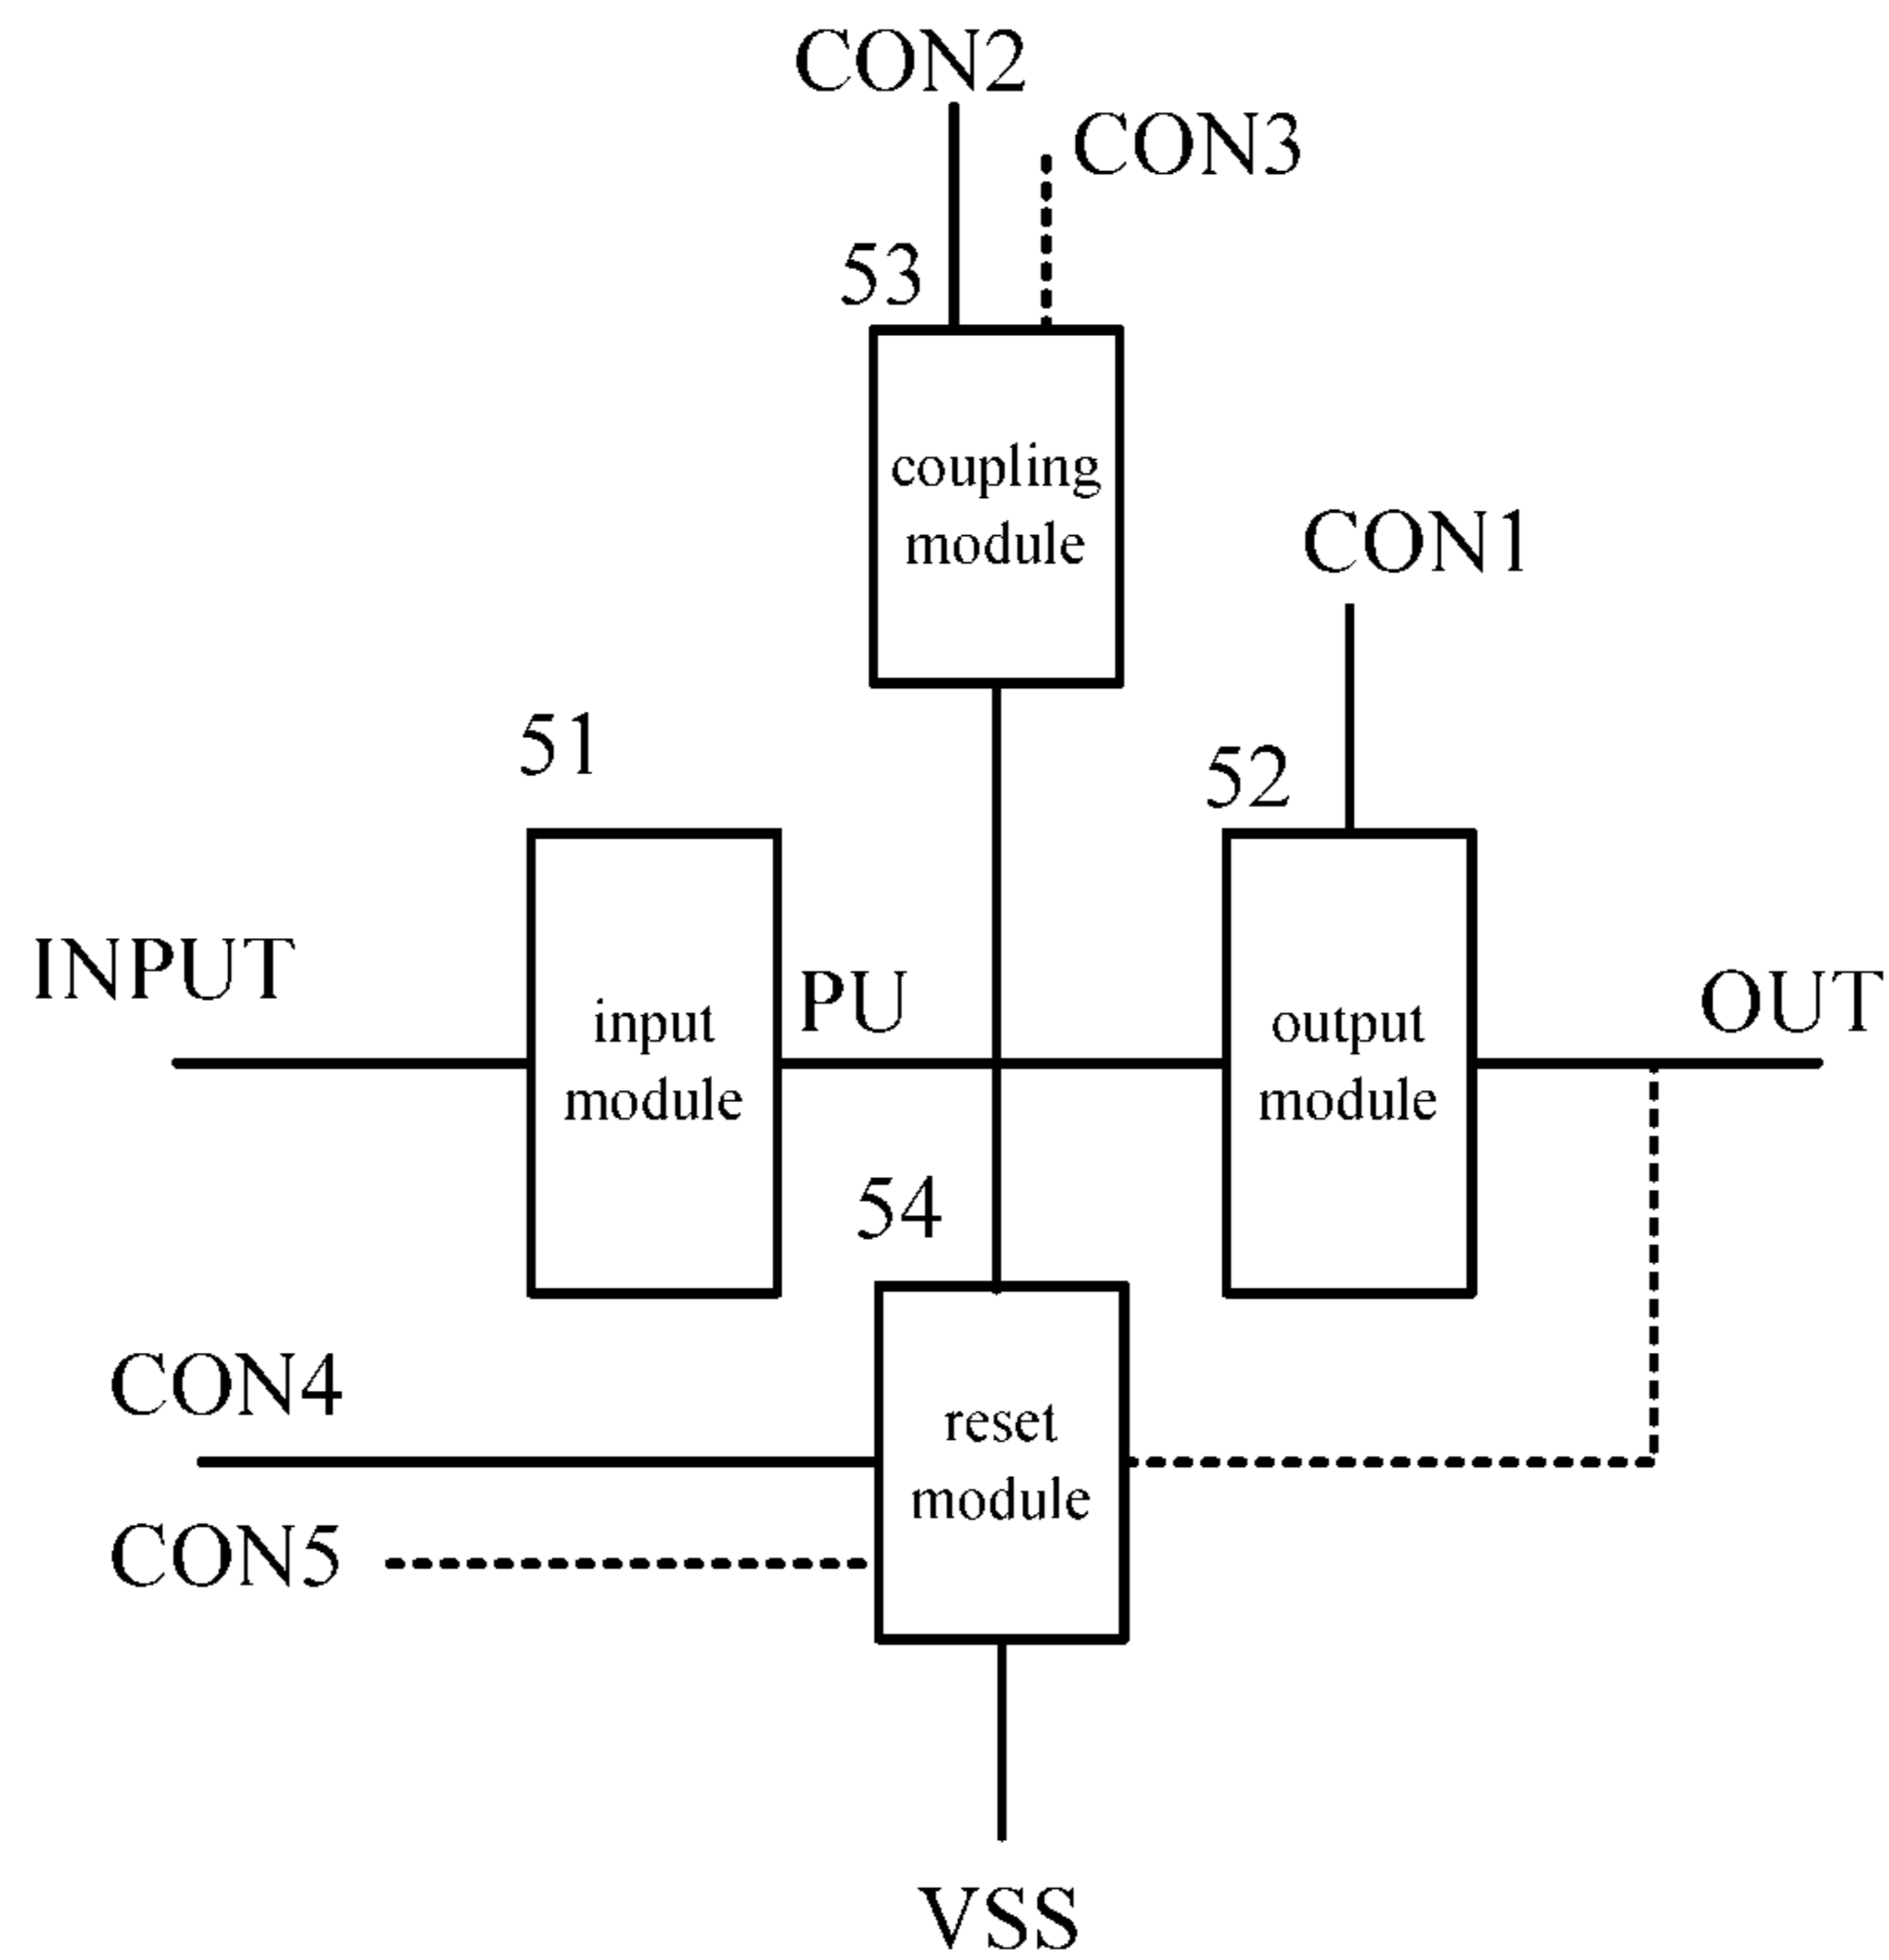 CON2
CON3
53
coupling
module
CON1
51
52
INPUT
PU
OUT
input
module
output
module
54
CON4
reset
module
CON5
VSS